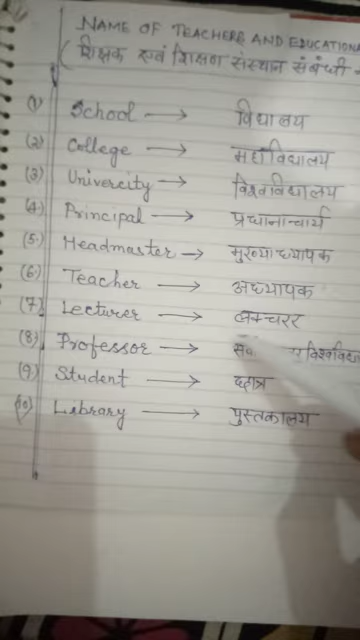 NAME OF TEACHERS AND EDUCATIONA
(शिक्षक एवं शिक्षण संस्थान संबंधी
(1) School → विद्यालय
(2) College → महाविद्यालय
(3) Univercity → विश्वविद्यालय
(4) Principal → प्रधानाचार्य
(5) Headmaster → मुख्याध्यापक
(6) Teacher → अध्यापक
(7) Lecturer → लेक्चरर
(8) Professor →
(9) Student → छात्र
(10) Library → पुस्तकालय